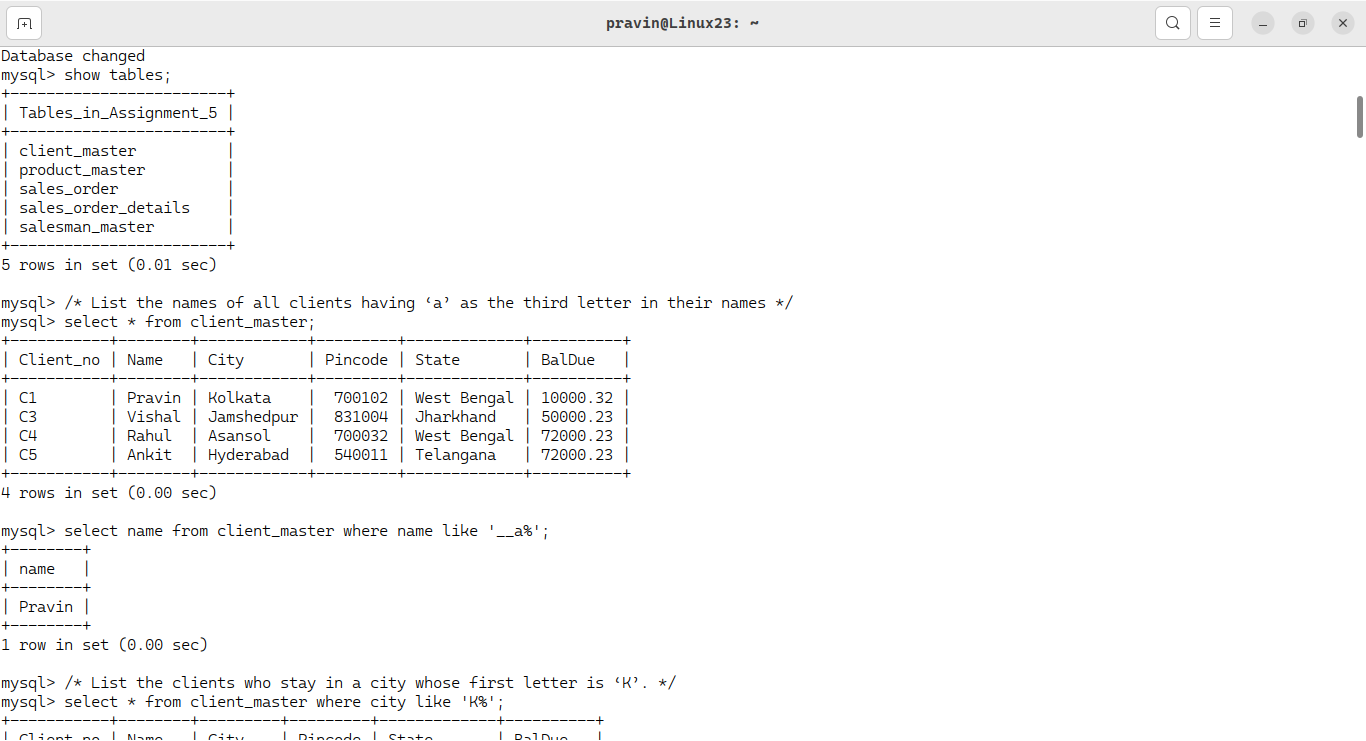 pravin@Linux23: ~
Database changed
mysql> show tables;
+------------------------+
| Tables_in_Assignment_5 |
+------------------------+
| client_master          |
| product_master         |
| sales_order            |
| sales_order_details    |
| salesman_master        |
+------------------------+
5 rows in set (0.01 sec)

mysql> /* List the names of all clients having ‘a’ as the third letter in their names */
mysql> select * from client_master;
+-----------+--------+------------+---------+-------------+----------+
| Client_no | Name   | City       | Pincode | State       | BalDue   |
+-----------+--------+------------+---------+-------------+----------+
| C1        | Pravin | Kolkata    |  700102 | West Bengal | 10000.32 |
| C3        | Vishal | Jamshedpur |  831004 | Jharkhand   | 50000.23 |
| C4        | Rahul  | Asansol    |  700032 | West Bengal | 72000.23 |
| C5        | Ankit  | Hyderabad  |  540011 | Telangana   | 72000.23 |
+-----------+--------+------------+---------+-------------+----------+
4 rows in set (0.00 sec)

mysql> select name from client_master where name like '__a%';
+--------+
| name   |
+--------+
| Pravin |
+--------+
1 row in set (0.00 sec)

mysql> /* List the clients who stay in a city whose first letter is ‘K’. */
mysql> select * from client_master where city like 'K%';
+-----------+--------+---------+---------+-------------+----------+
| Client_no | Name   | City    | Pincode | State       | BalDue   |